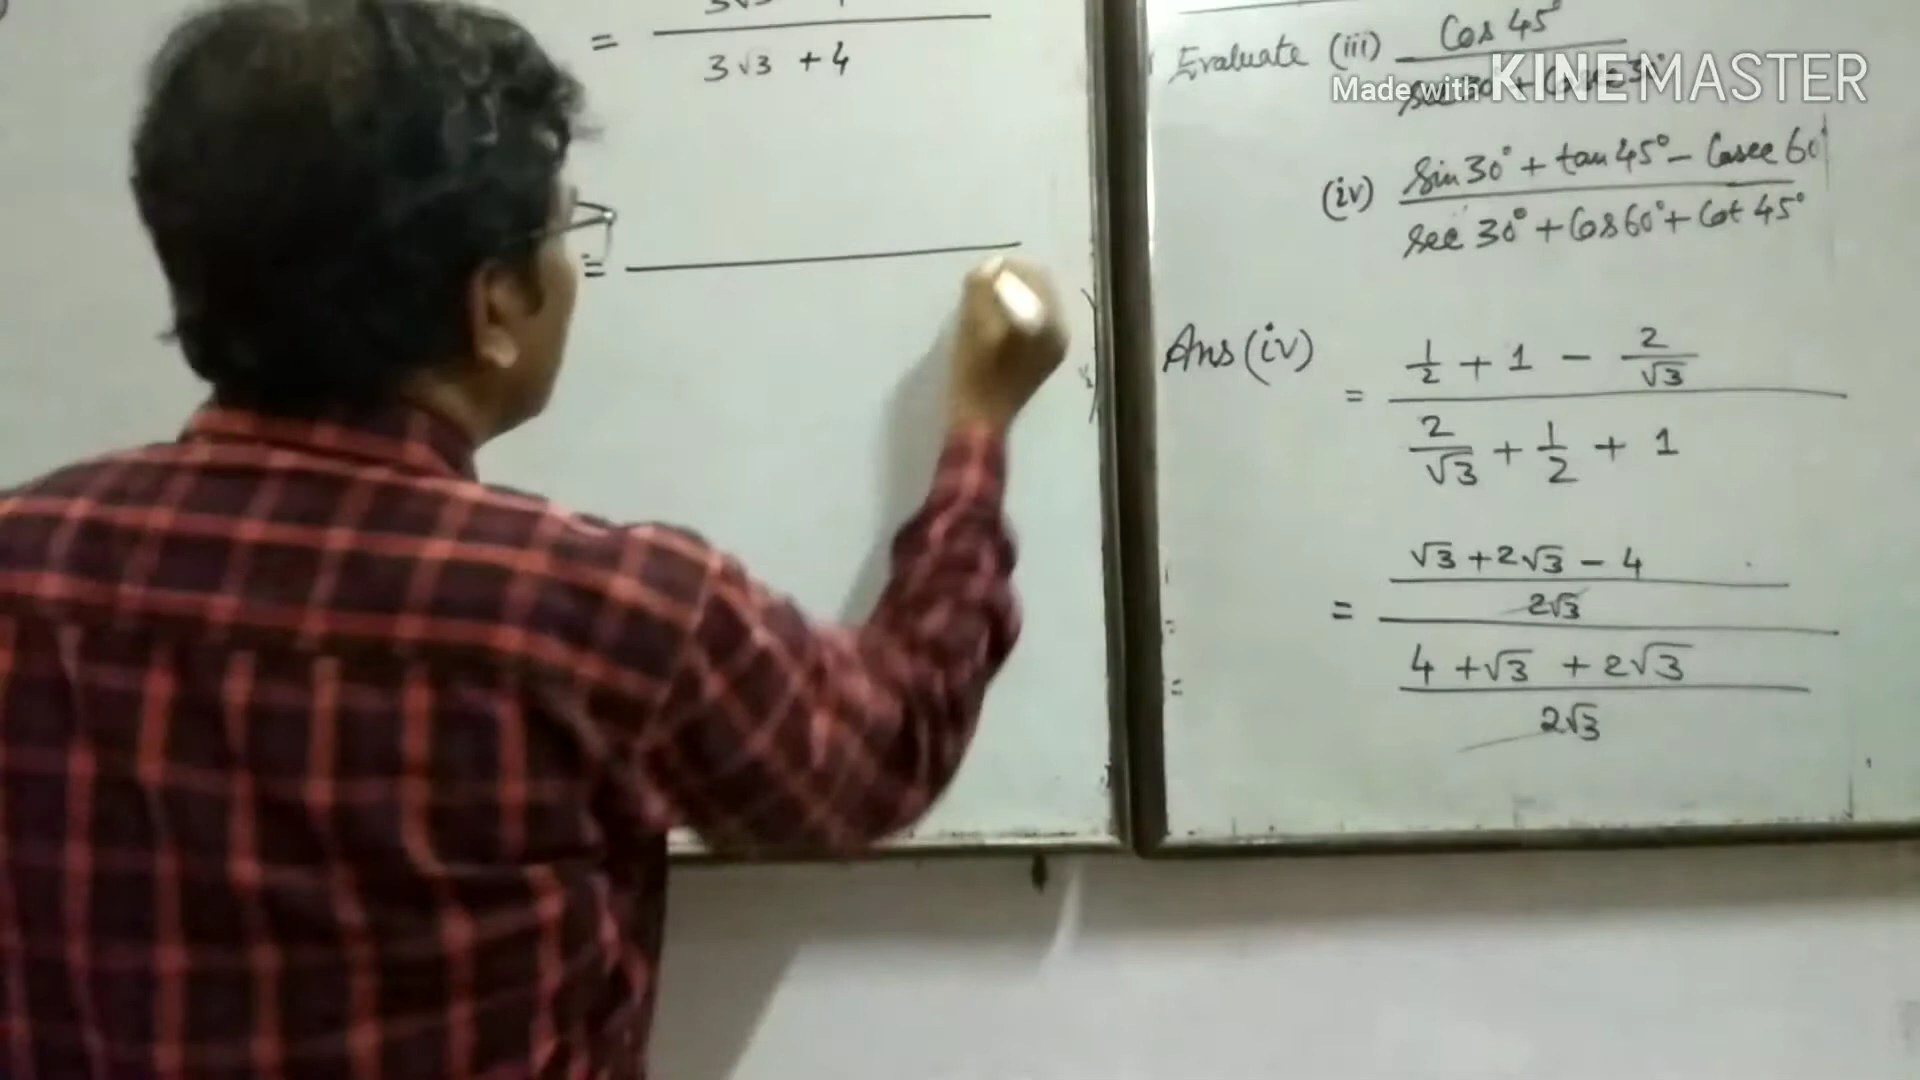 =
3√3 + 4
=
Evaluate (iii) Cos 45°
Made with KINEMASTER
(iv) Sin 30° + tan 45° - Cosec 60°
Sec 30° + Cos 60° + Cot 45°
Ans (iv)
= 1/2 + 1 - 2/√3
2/√3 + 1/2 + 1
√3 + 2√3 - 4
2√3
=
4 + √3 + 2√3
2√3